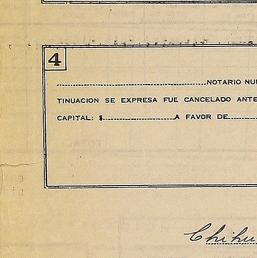 4
NOTARIO NU
TINUACION SE EXPRESA FUE CANCELADO ANTE
CAPITAL: $ A FAVOR DE
Chihu